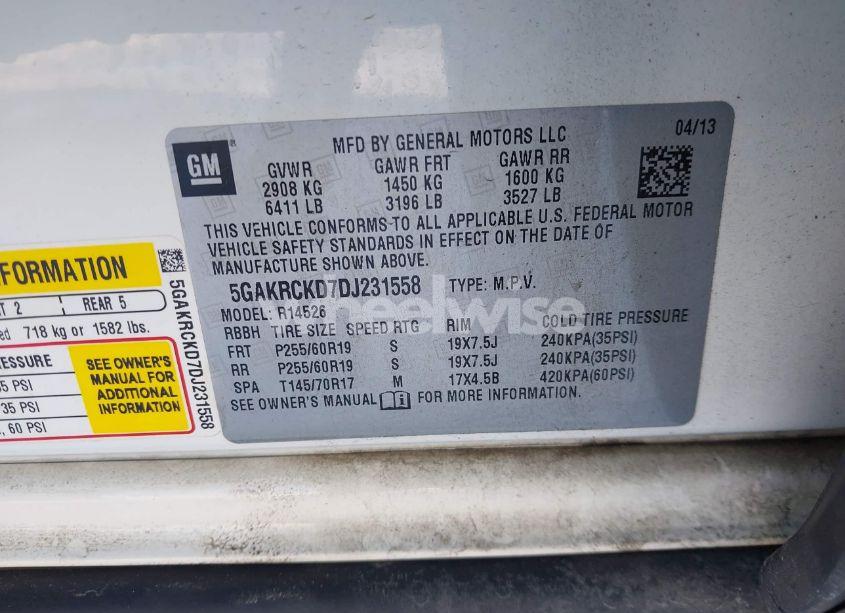 MFD BY GENERAL MOTORS LLC
04/13
GM
GVWR GAWR FRT GAWR RR
2908 KG 1450 KG 1600 KG
6411 LB 3196 LB 3527 LB
THIS VEHICLE CONFORMS TO ALL APPLICABLE U.S. FEDERAL MOTOR
VEHICLE SAFETY STANDARDS IN EFFECT ON THE DATE OF
MANUFACTURE SHOWN ABOVE.
5GAKRCKD7DJ231558 TYPE: M.P.V.
MODEL: R14526
RBBH TIRE SIZE SPEED RTG RIM COLD TIRE PRESSURE
FRT P255/60R19 S 19X7.5J 240KPA(35PSI)
RR P255/60R19 S 19X7.5J 240KPA(35PSI)
SPA T145/70R17 M 17X4.5B 420KPA(60PSI)
SEE OWNER'S MANUAL FOR MORE INFORMATION.
wheelwise
FORMATION
2 REAR 5
718 kg or 1582 lbs.
SEE OWNER'S
MANUAL FOR
ADDITIONAL
INFORMATION
5 PSI
35 PSI
, 60 PSI
5GAKRCKD7DJ231558